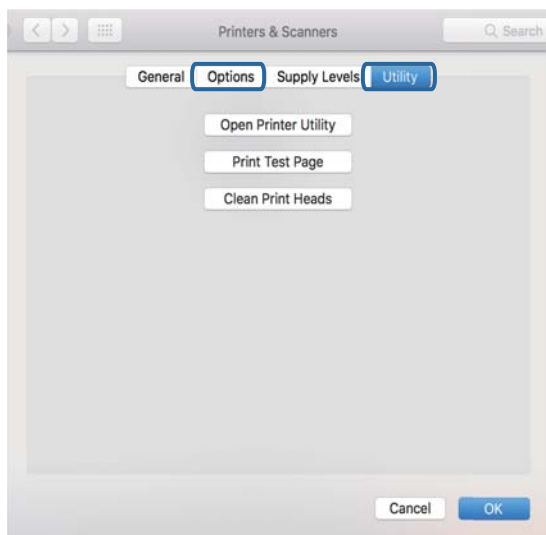 Printers & Scanners
Search
General Options Supply Levels Utility
Open Printer Utility
Print Test Page
Clean Print Heads
Cancel OK